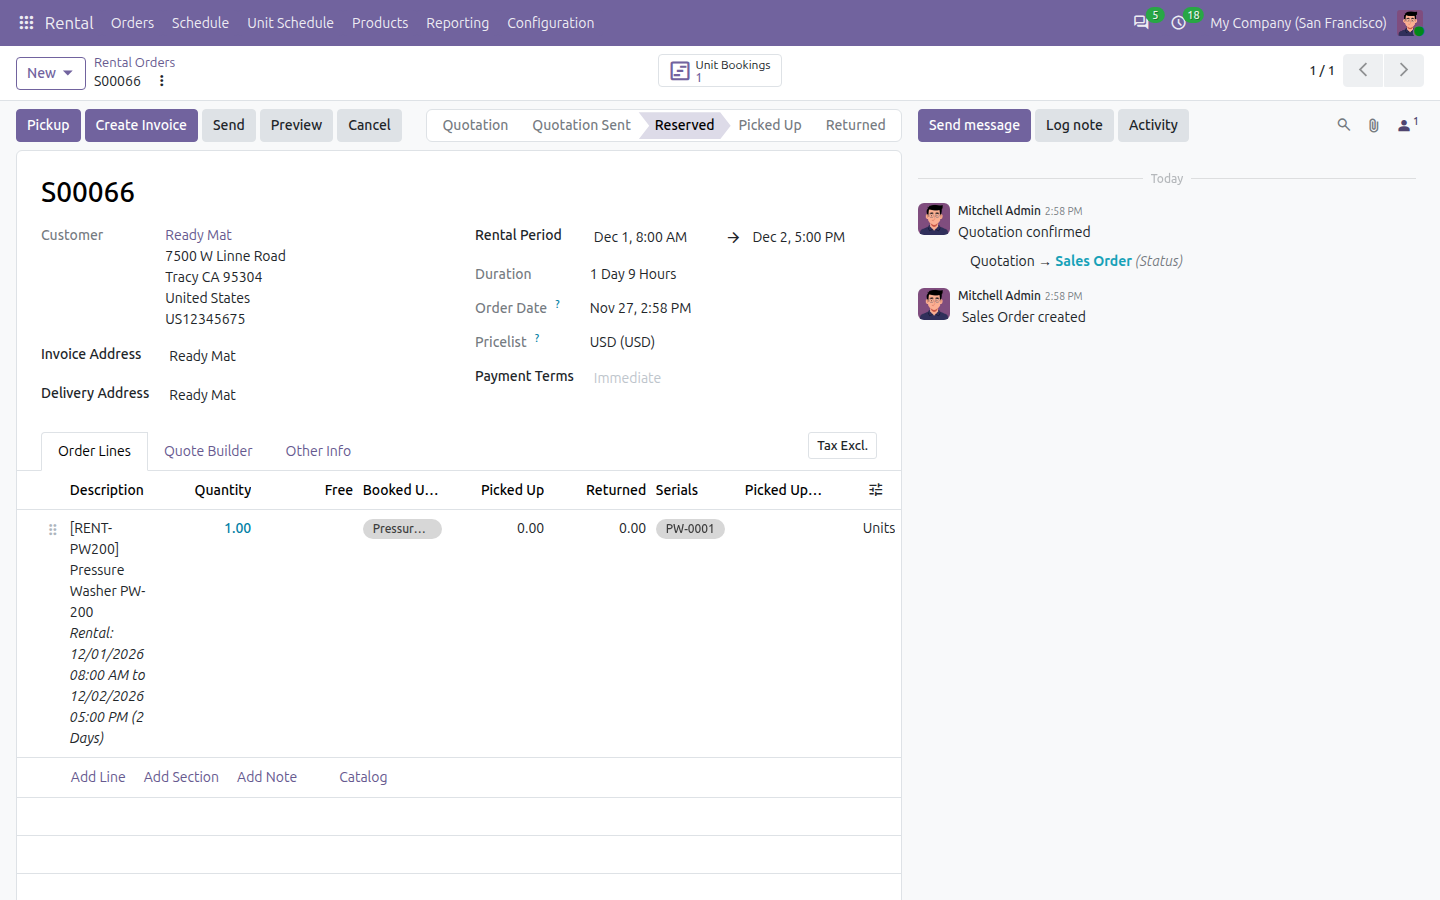 Rental Orders Schedule Unit Schedule Products Reporting Configuration 5 18 My Company (San Francisco)
New Rental Orders
S00066
Unit Bookings
1
1 / 1
Pickup Create Invoice Send Preview Cancel Quotation Quotation Sent Reserved Picked Up Returned
Send message Log note Activity 1
S00066
Customer Ready Mat
7500 W Linne Road
Tracy CA 95304
United States
US12345675
Invoice Address Ready Mat
Delivery Address Ready Mat
Rental Period Dec 1, 8:00 AM → Dec 2, 5:00 PM
Duration 1 Day 9 Hours
Order Date ? Nov 27, 2:58 PM
Pricelist ? USD (USD)
Payment Terms Immediate
Order Lines Quote Builder Other Info Tax Excl.
Description Quantity Free Booked U... Picked Up Returned Serials Picked Up...
[RENT- 1.00 Pressur... 0.00 0.00 PW-0001 Units
PW200]
Pressure
Washer PW-
200
Rental:
12/01/2026
08:00 AM to
12/02/2026
05:00 PM (2
Days)
Add Line Add Section Add Note Catalog
Today
Mitchell Admin 2:58 PM
Quotation confirmed
Quotation → Sales Order (Status)
Mitchell Admin 2:58 PM
Sales Order created